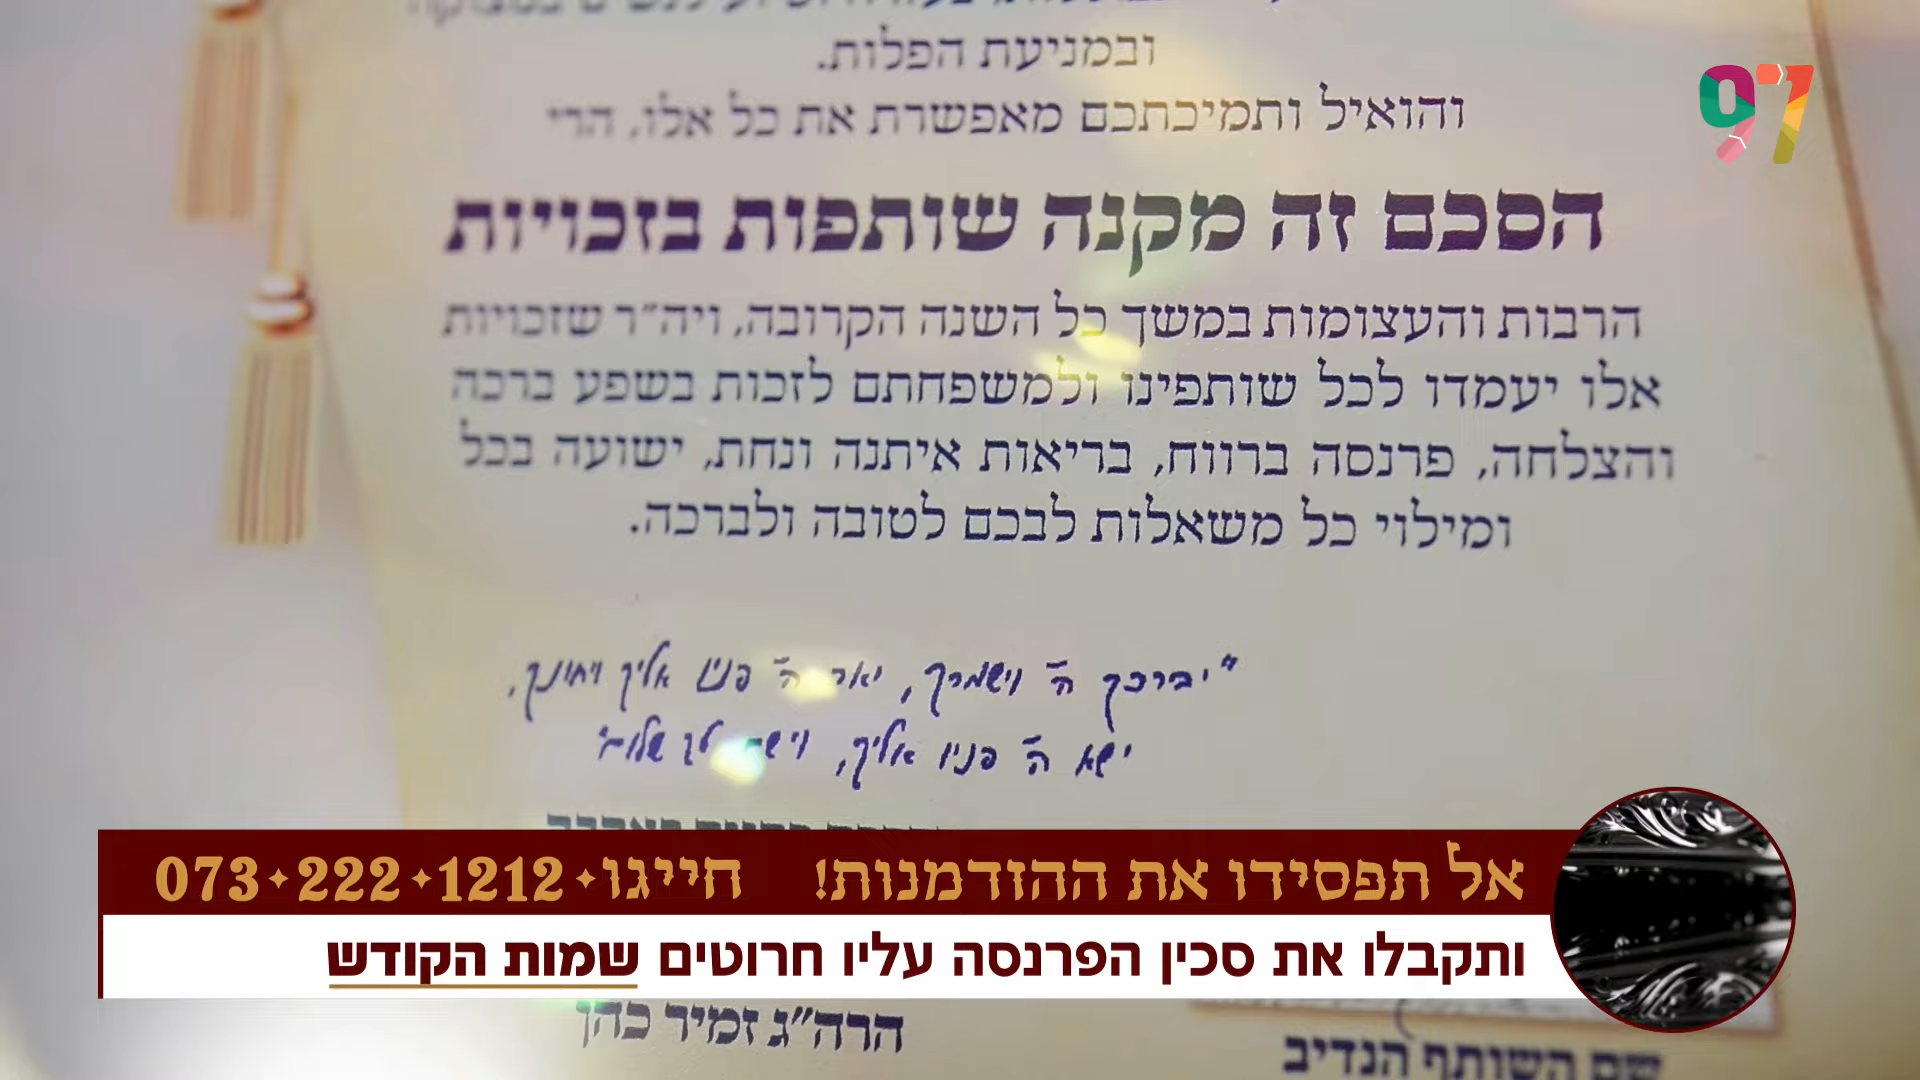 ובמניעת הפלות.
והואיל ותמיכתכם מאפשרת את כל אלו, הרי
97
הסכם זה מקנה שותפות בזכויות
הרבות והעצומות במשך כל השנה הקרובה, ויה"ר שזכויות
אלו יעמדו לכל שותפינו ולמשפחתם לזכות בשפע ברכה
והצלחה, פרנסה ברווח, בריאות איתנה ונחת, ישועה בכל
ומילוי כל משאלות לבכם לטובה ולברכה.
"יברכך ה' וישמרך, יאר ה' פניו אליך ויחונך,
ישא ה' פניו אליך, וישם לך שלום"
אל תפסידו את ההזדמנות! חייגו 073-222-1212
ותקבלו את סכין הפרנסה עליו חרוטים שמות הקודש
הרה"ג זמיר כהן
שם השותף הנדיב